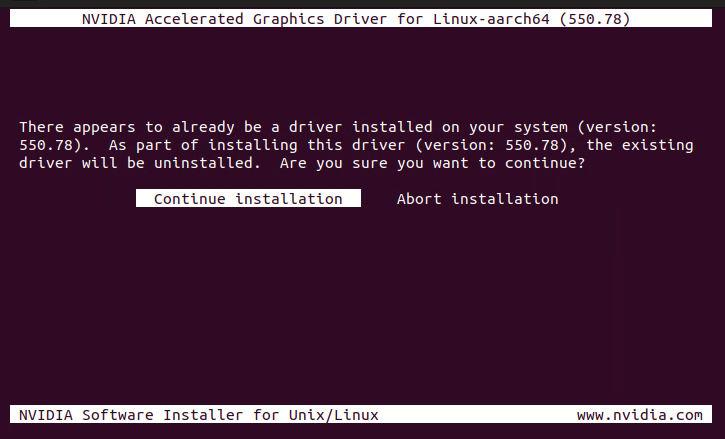 NVIDIA Accelerated Graphics Driver for Linux-aarch64 (550.78)
There appears to already be a driver installed on your system (version:
550.78).  As part of installing this driver (version: 550.78), the existing
driver will be uninstalled.  Are you sure you want to continue?
Continue installation    Abort installation
NVIDIA Software Installer for Unix/Linux    www.nvidia.com